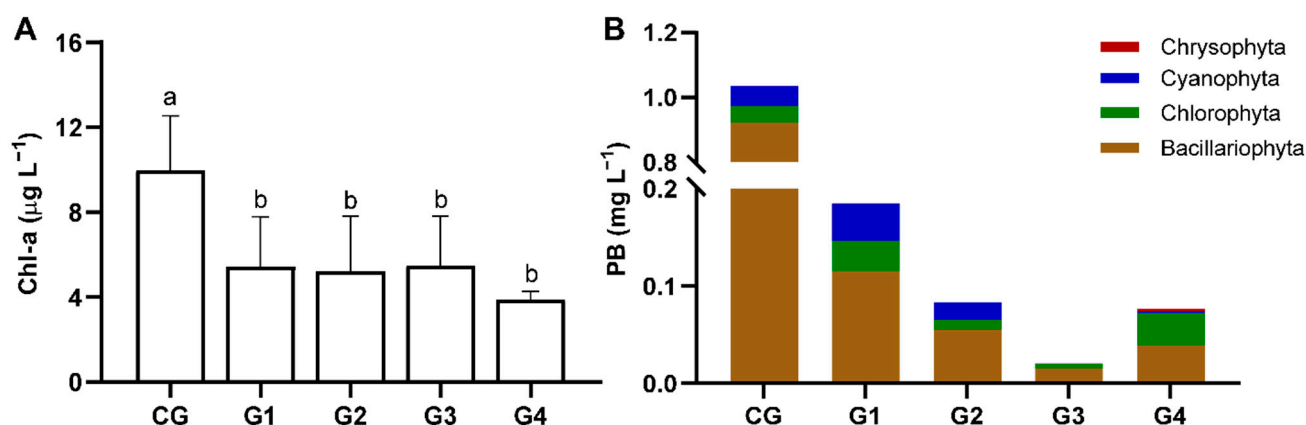 A
Chl-a (μg L⁻¹)
16
12
8
4
0
a
b
b
b
b
CG G1 G2 G3 G4
B
PB (mg L⁻¹)
1.2
1.0
0.8
0.2
0.1
0.0
Chrysophyta
Cyanophyta
Chlorophyta
Bacillariophyta
CG G1 G2 G3 G4